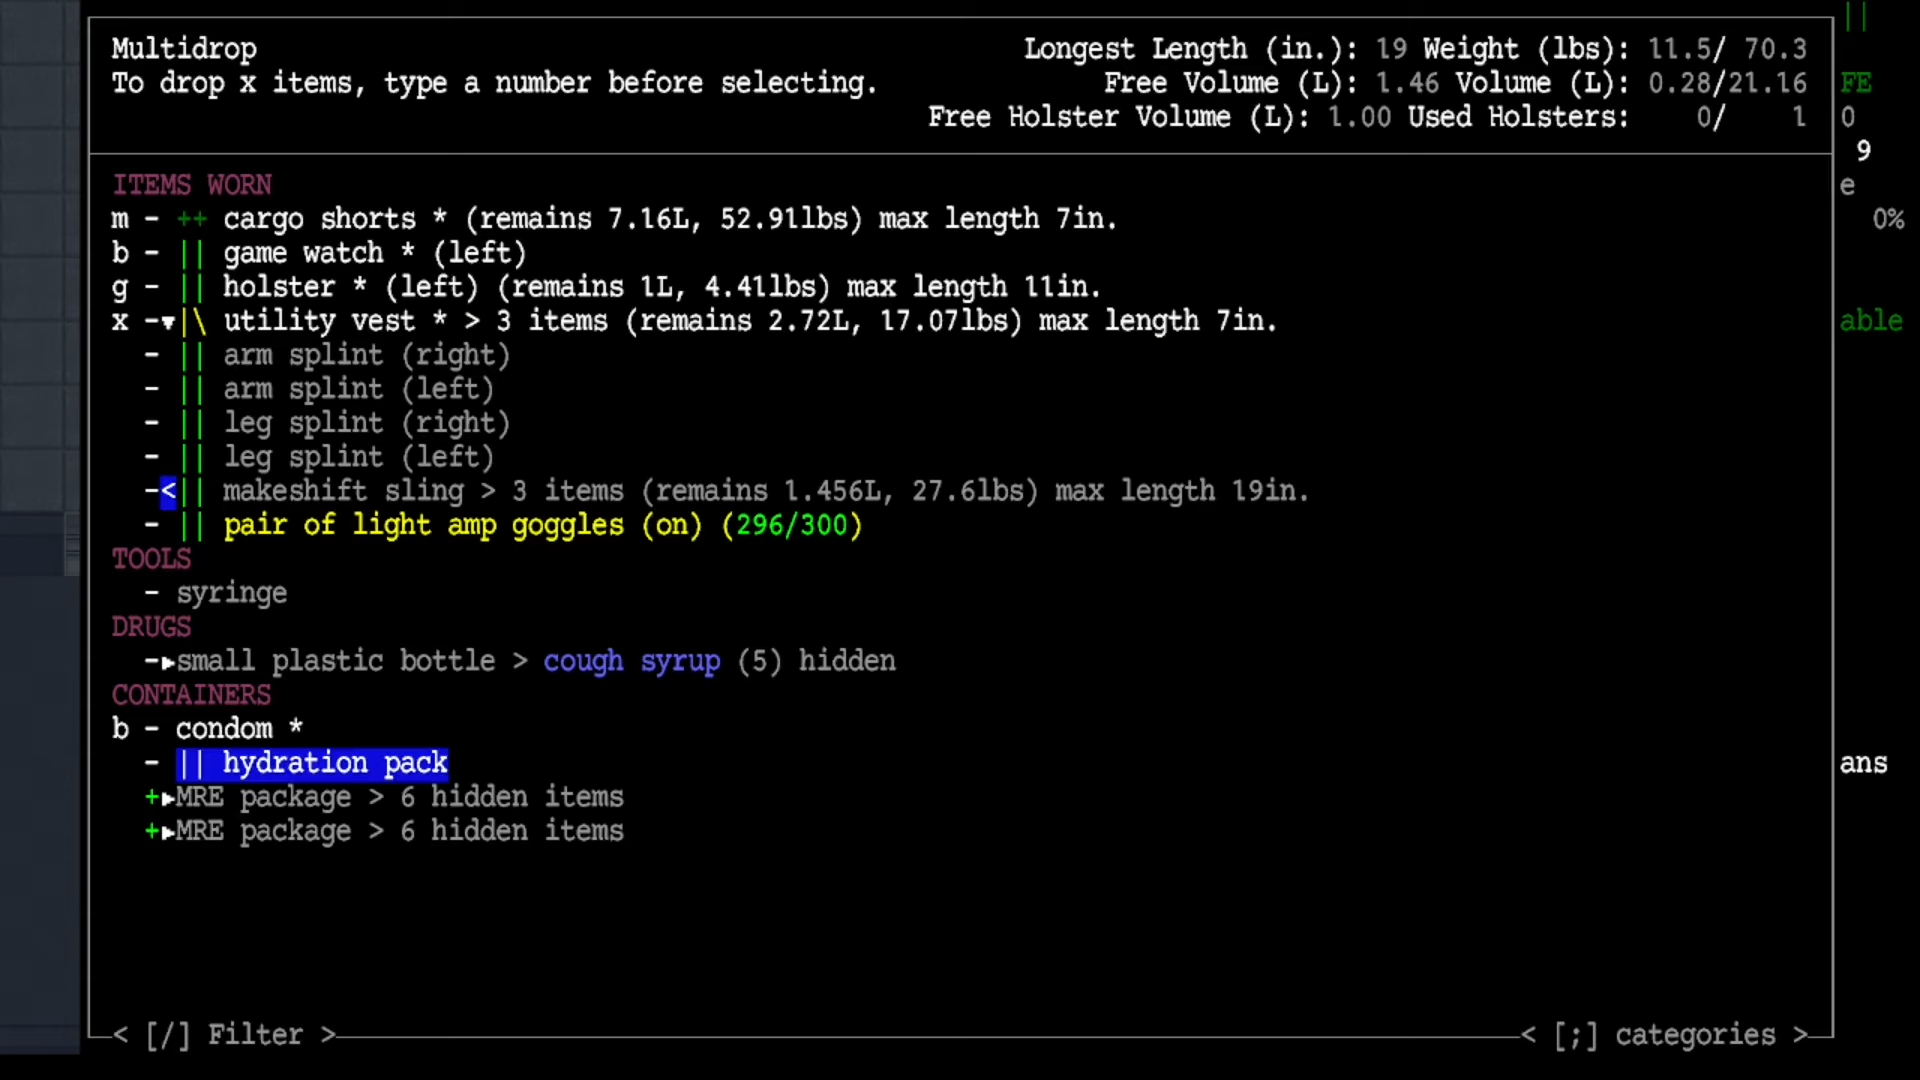 Multidrop
Longest Length (in.): 19 Weight (lbs): 11.5/ 70.3
To drop x items, type a number before selecting.
Free Volume (L): 1.46 Volume (L): 0.28/21.16
Free Holster Volume (L): 1.00 Used Holsters: 0/ 1
ITEMS WORN
m - ++ cargo shorts * (remains 7.16L, 52.91lbs) max length 7in.
b - || game watch * (left)
g - || holster * (left) (remains 1L, 4.41lbs) max length 11in.
x -▼|\ utility vest * > 3 items (remains 2.72L, 17.07lbs) max length 7in.
- || arm splint (right)
- || arm splint (left)
- || leg splint (right)
- || leg splint (left)
-<|| makeshift sling > 3 items (remains 1.456L, 27.6lbs) max length 19in.
- || pair of light amp goggles (on) (296/300)
TOOLS
- syringe
DRUGS
-▶small plastic bottle > cough syrup (5) hidden
CONTAINERS
b - condom *
- || hydration pack
+▶MRE package > 6 hidden items
+▶MRE package > 6 hidden items
< [/] Filter >
< [;] categories >
||
FE
0
9
e
0%
able
ans